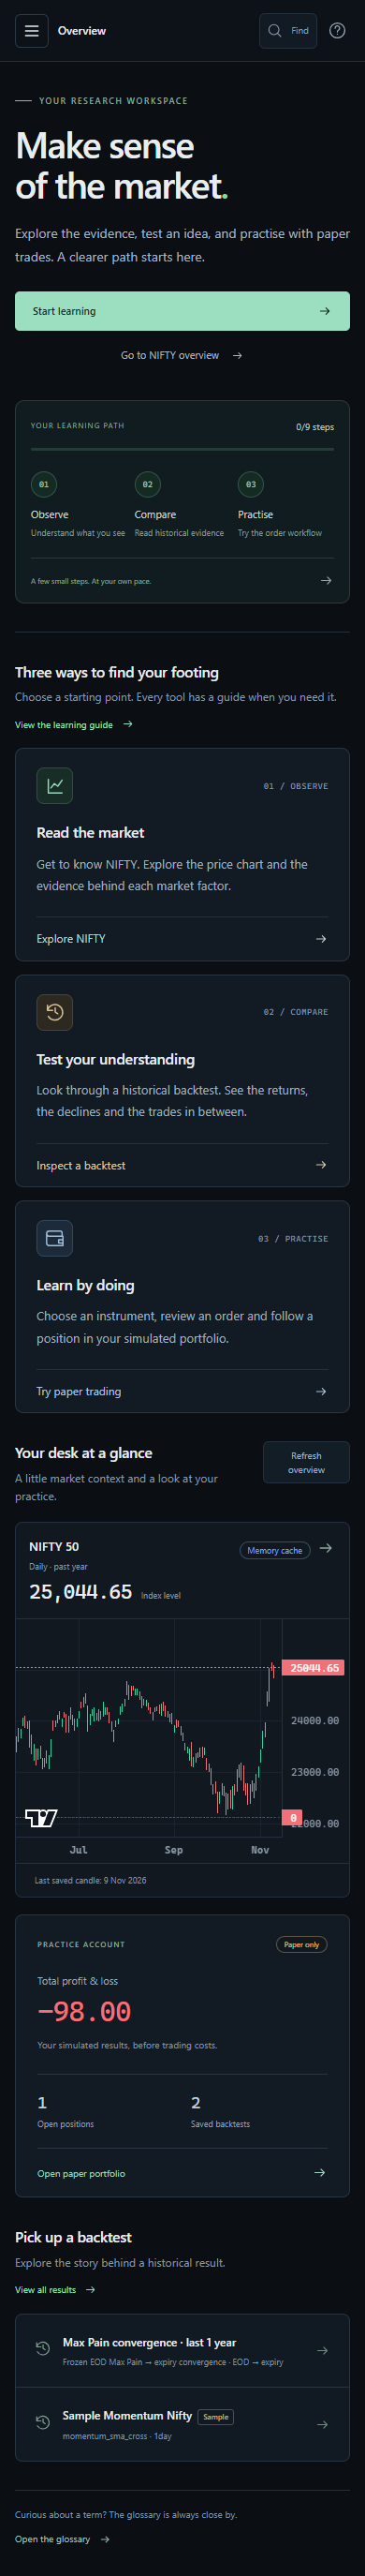 Overview
Find
YOUR RESEARCH WORKSPACE
Make sense
of the market.
Explore the evidence, test an idea, and practise with paper
trades. A clearer path starts here.
Start learning →
Go to NIFTY overview →
YOUR LEARNING PATH
0/9 steps
01
02
03
Observe
Compare
Practise
Understand what you see
Read historical evidence
Try the order workflow
A few small steps. At your own pace. →
Three ways to find your footing
Choose a starting point. Every tool has a guide when you need it.
View the learning guide →
01 / OBSERVE
Read the market
Get to know NIFTY. Explore the price chart and the
evidence behind each market factor.
Explore NIFTY →
02 / COMPARE
Test your understanding
Look through a historical backtest. See the returns,
the declines and the trades in between.
Inspect a backtest →
03 / PRACTISE
Learn by doing
Choose an instrument, review an order and follow a
position in your simulated portfolio.
Try paper trading →
Your desk at a glance
Refresh
overview
A little market context and a look at your
practice.
NIFTY 50
Memory cache →
Daily · past year
25,044.65 Index level
25044.65
24000.00
23000.00
0
22000.00
Jul
Sep
Nov
Last saved candle: 9 Nov 2026
PRACTICE ACCOUNT
Paper only
Total profit & loss
−98.00
Your simulated results, before trading costs.
1
2
Open positions
Saved backtests
Open paper portfolio →
Pick up a backtest
Explore the story behind a historical result.
View all results →
Max Pain convergence · last 1 year
Frozen EOD Max Pain → expiry convergence · EOD → expiry
Sample Momentum Nifty Sample
momentum_sma_cross · 1day
Curious about a term? The glossary is always close by.
Open the glossary →